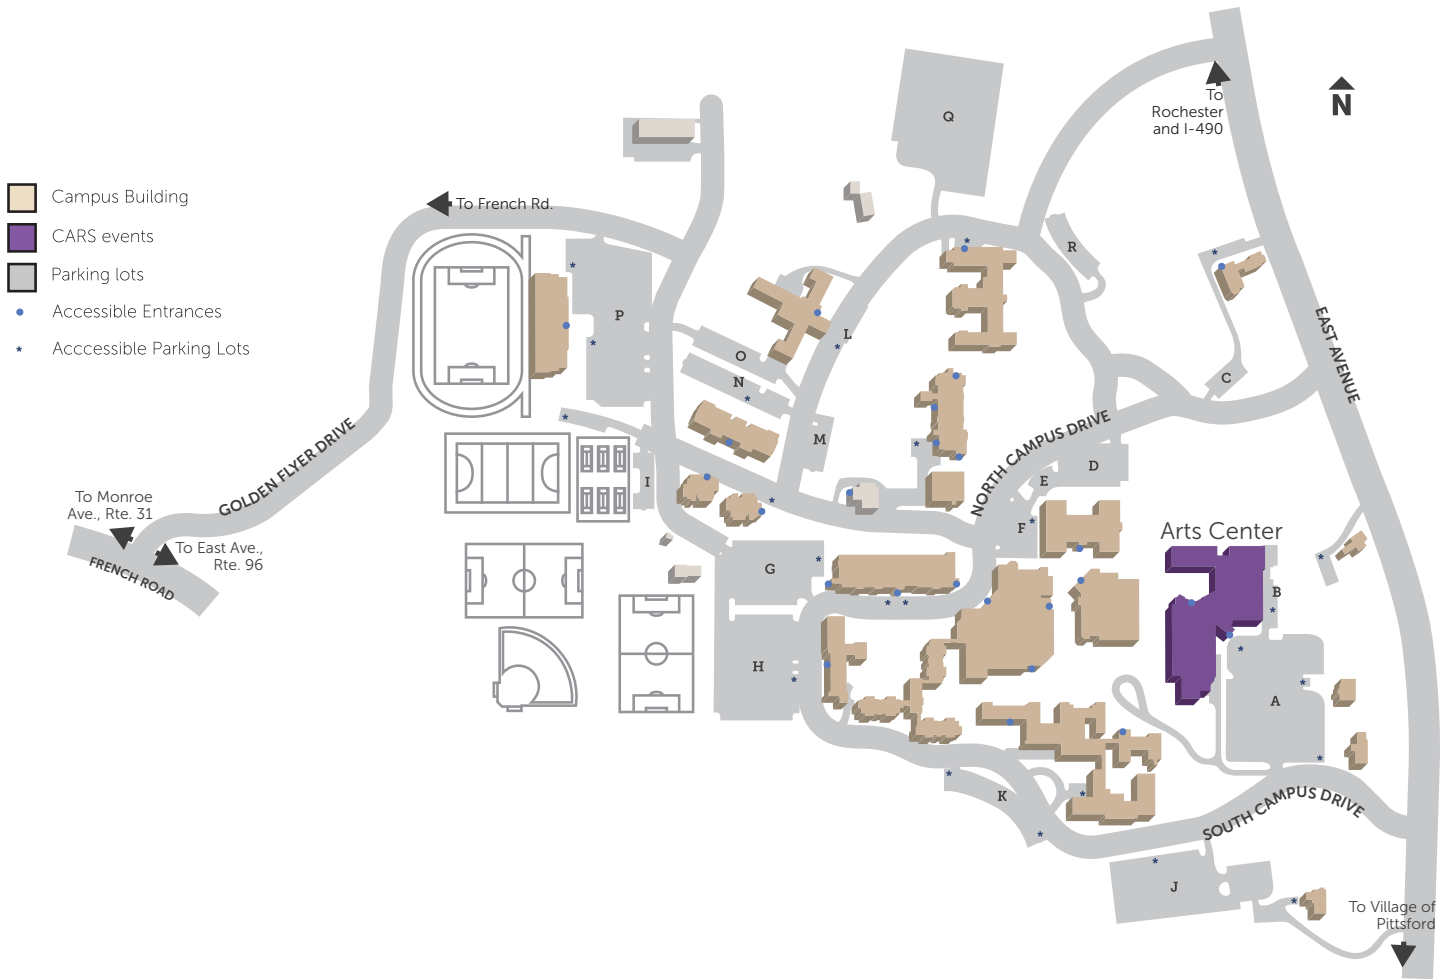 To
Rochester
and I-490
N
Q
Campus Building
CARS events
Parking lots
Accessible Entrances
Acccessible Parking Lots
To French Rd.
R
P
L
O
N
C
M
EAST AVENUE
GOLDEN FLYER DRIVE
NORTH CAMPUS DRIVE
D
E
I
F
To Monroe
Ave., Rte. 31
To East Ave.,
Rte. 96
FRENCH ROAD
Arts Center
G
B
H
A
K
SOUTH CAMPUS DRIVE
J
To Village of
Pittsford